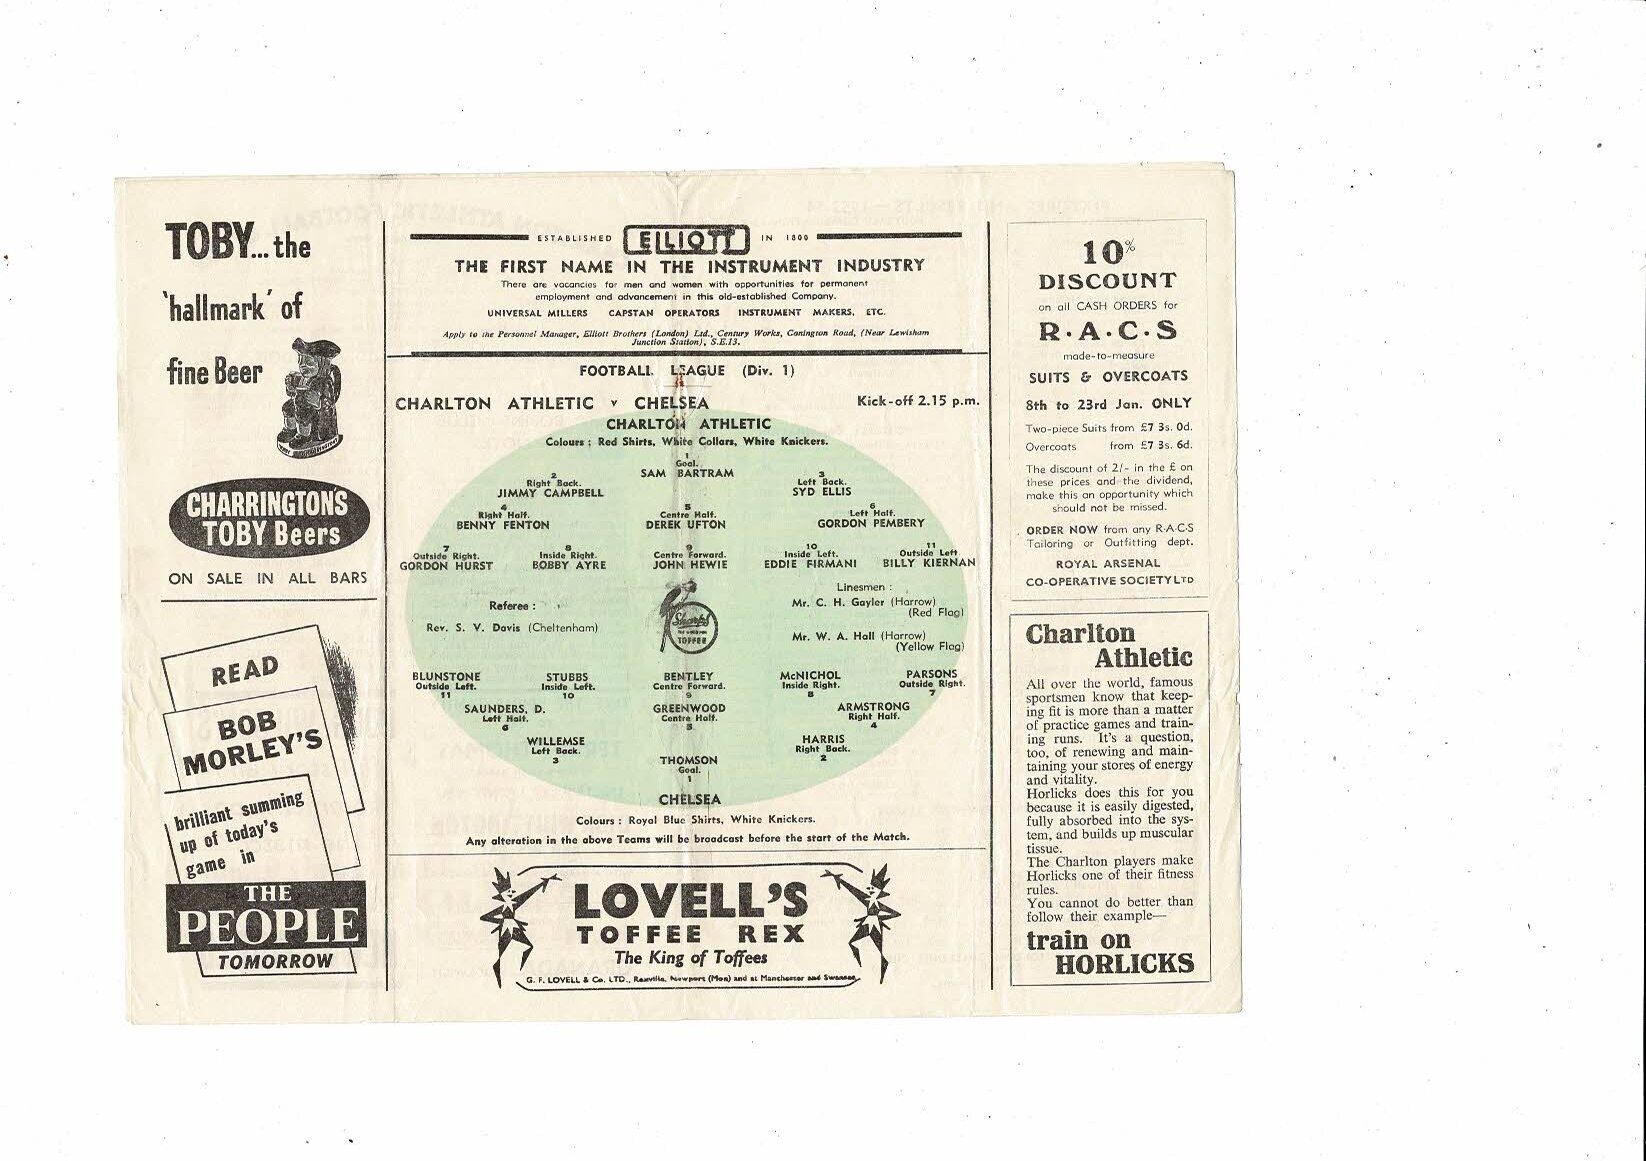 TOBY... the
'hallmark' of
fine Beer
CHARRINGTON'S
TOBY Beers
ON SALE IN ALL BARS
READ
BOB
MORLEY'S
brilliant summing
up of today's
game in
THE
PEOPLE
TOMORROW
ESTABLISHED ELLIOTT IN 1800
THE FIRST NAME IN THE INSTRUMENT INDUSTRY
There are vacancies for men and women with opportunities for permanent
employment and advancement in this old-established Company.
UNIVERSAL MILLERS CAPSTAN OPERATORS INSTRUMENT MAKERS, ETC.
Apply to the Personnel Manager, Elliott Brothers (London) Ltd., Century Works, Conington Road, (Near Lewisham
Junction Station), S.E.13.
FOOTBALL LEAGUE (Div. 1)
CHARLTON ATHLETIC v CHELSEA Kick-off 2.15 p.m.
CHARLTON ATHLETIC
Colours : Red Shirts, White Collars, White Knickers.
1
Goal.
SAM BARTRAM
2
Right Back.
JIMMY CAMPBELL
3
Left Back.
SYD ELLIS
4
Right Half.
BENNY FENTON
5
Centre Half.
DEREK UFTON
6
Left Half.
GORDON PEMBERY
7
Outside Right.
GORDON HURST
8
Inside Right.
BOBBY AYRE
9
Centre Forward.
JOHN HEWIE
10
Inside Left.
EDDIE FIRMANI
11
Outside Left
BILLY KIERNAN
Referee :
Rev. S. V. Davis (Cheltenham)
Sharps
TOFFEE
Linesmen :
Mr. C. H. Gayler (Harrow)
(Red Flag)
Mr. W. A. Hall (Harrow)
(Yellow Flag)
BLUNSTONE
Outside Left.
11
STUBBS
Inside Left.
10
BENTLEY
Centre Forward.
9
McNICHOL
Inside Right.
8
PARSONS
Outside Right.
7
SAUNDERS, D.
Left Half.
6
GREENWOOD
Centre Half.
5
ARMSTRONG
Right Half.
4
WILLEMSE
Left Back.
3
HARRIS
Right Back.
2
THOMSON
Goal.
1
CHELSEA
Colours : Royal Blue Shirts, White Knickers.
Any alteration in the above Teams will be broadcast before the start of the Match.
LOVELL'S
TOFFEE REX
The King of Toffees
G. F. LOVELL & Co. LTD., Rexville, Newport (Mon) and at Manchester and Swansea
10%
DISCOUNT
on all CASH ORDERS for
R·A·C·S
made-to-measure
SUITS & OVERCOATS
8th to 23rd Jan. ONLY
Two-piece Suits from £7 3s. 0d.
Overcoats from £7 3s. 6d.
The discount of 2/- in the £ on
these prices and the dividend,
make this an opportunity which
should not be missed.
ORDER NOW from any R·A·C·S
Tailoring or Outfitting dept.
ROYAL ARSENAL
CO-OPERATIVE SOCIETY LTD
Charlton
Athletic
All over the world, famous
sportsmen know that keep-
ing fit is more than a matter
of practice games and train-
ing runs. It's a question,
too, of renewing and main-
taining your stores of energy
and vitality.
Horlicks does this for you
because it is easily digested,
fully absorbed into the sys-
tem, and builds up muscular
tissue.
The Charlton players make
Horlicks one of their fitness
rules.
You cannot do better than
follow their example—
train on
HORLICKS